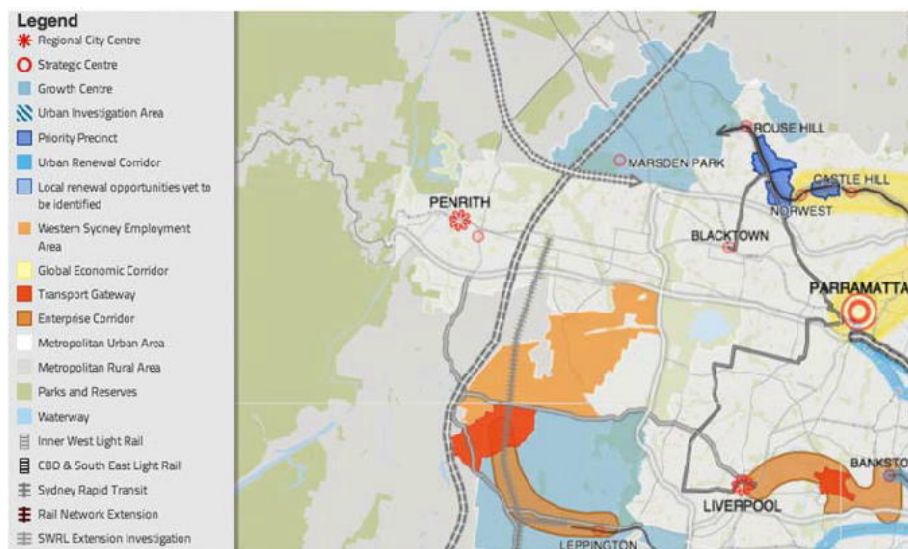 Legend
Regional City Centre
Strategic Centre
Growth Centre
Urban Investigation Area
Priority Precinct
Urban Renewal Corridor
Local renewal opportunities yet to
be identified
Western Sydney Employment
Area
Global Economic Corridor
Transport Gateway
Enterprise Corridor
Metropolitan Urban Area
Metropolitan Rural Area
Parks and Reserves
Waterway
Inner West Light Rail
CBD & South East Light Rail
Sydney Rapid Transit
Rail Network Extension
SWRL Extension Investigation
ROUSE HILL
MARSDEN PARK
CASTLE HILL
PENRITH
NORWEST
BLACKTOWN
PARRAMATTA
BANKSTO
LIVERPOOL
LEPPINGTON